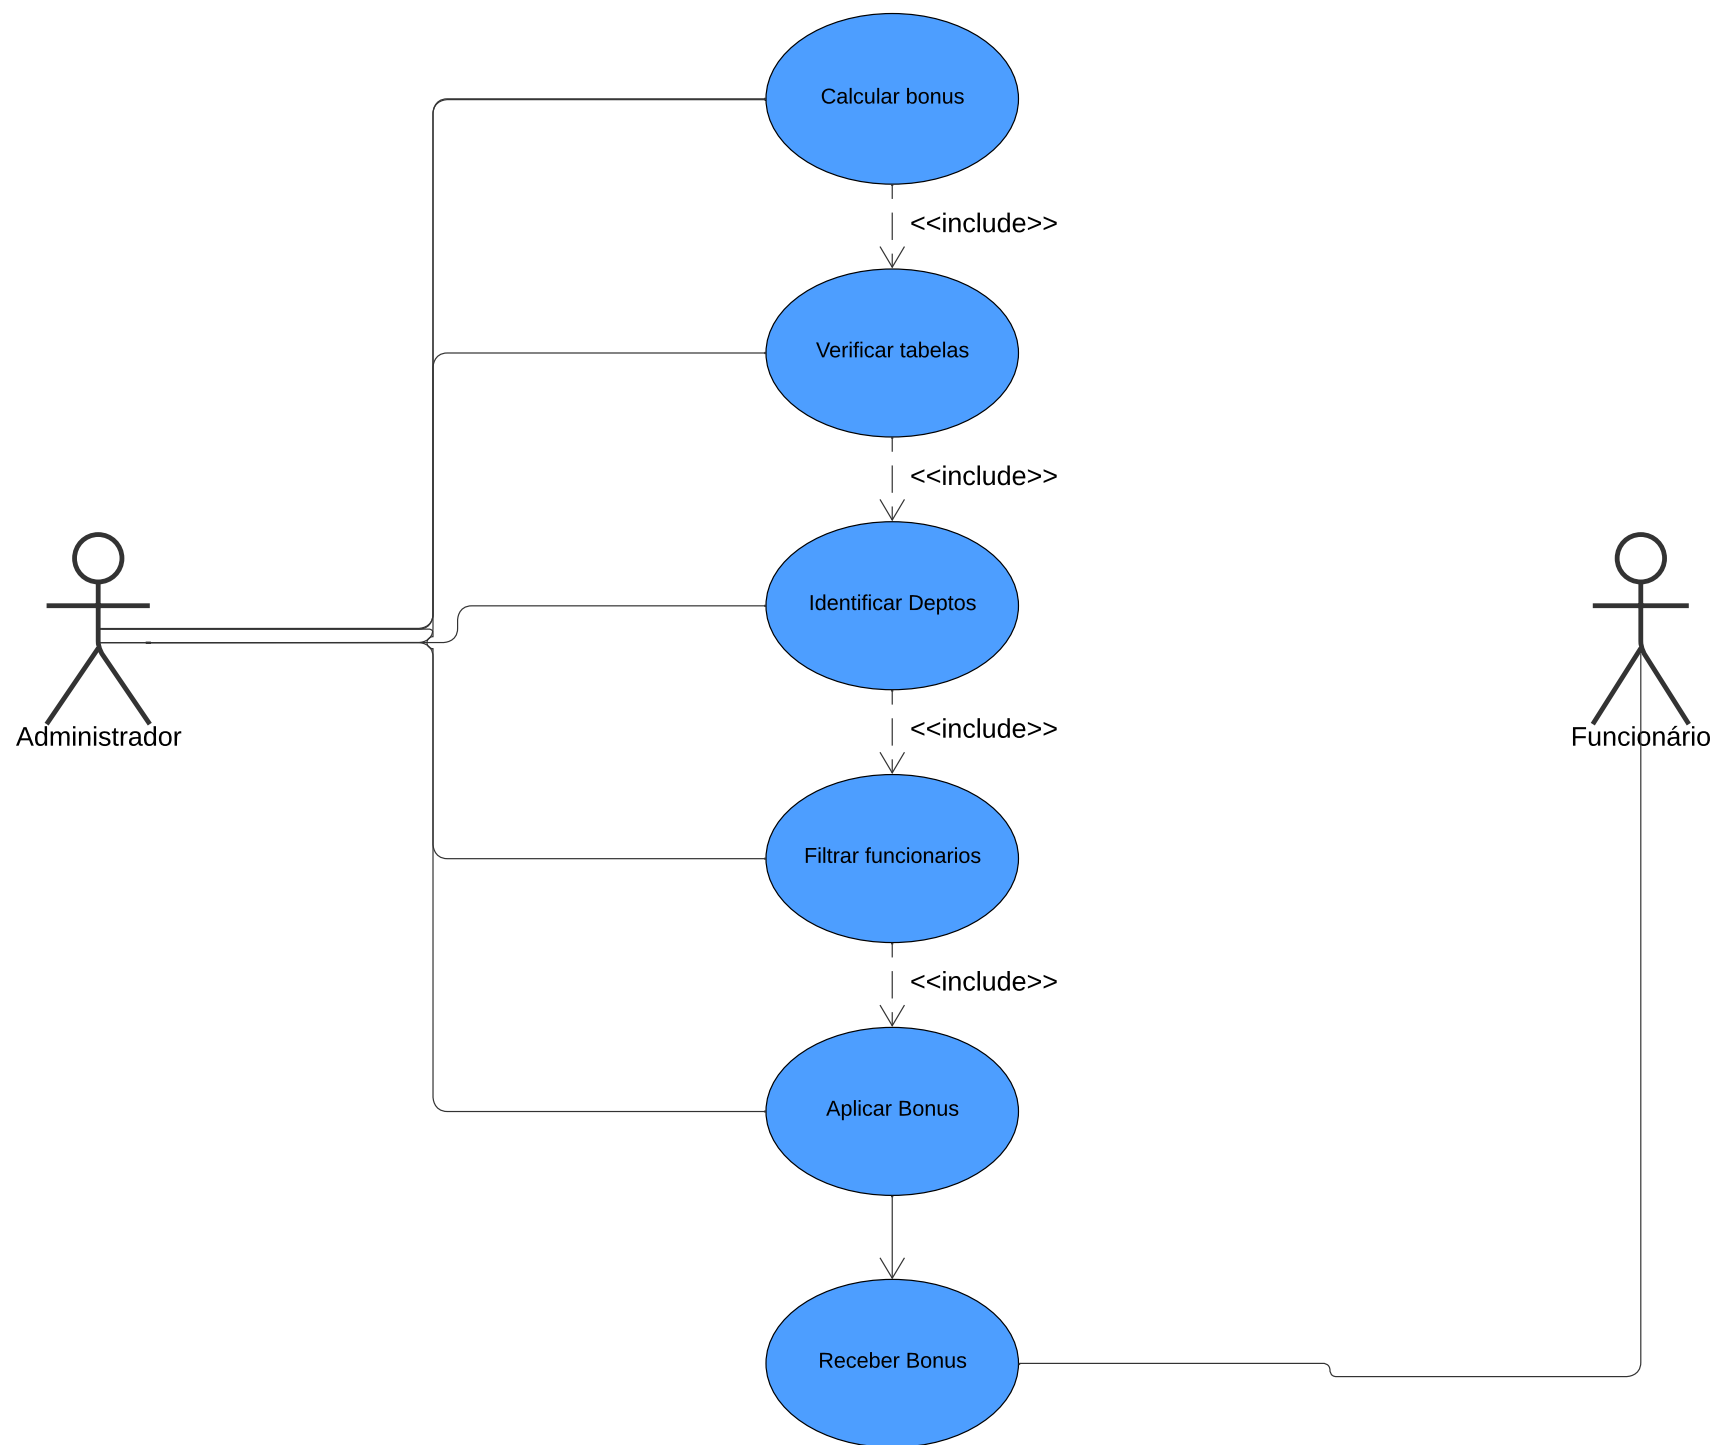 Calcular bonus
<<include>>
Verificar tabelas
<<include>>
Identificar Deptos
<<include>>
Administrador
Funcionário
Filtrar funcionarios
<<include>>
Aplicar Bonus
Receber Bonus